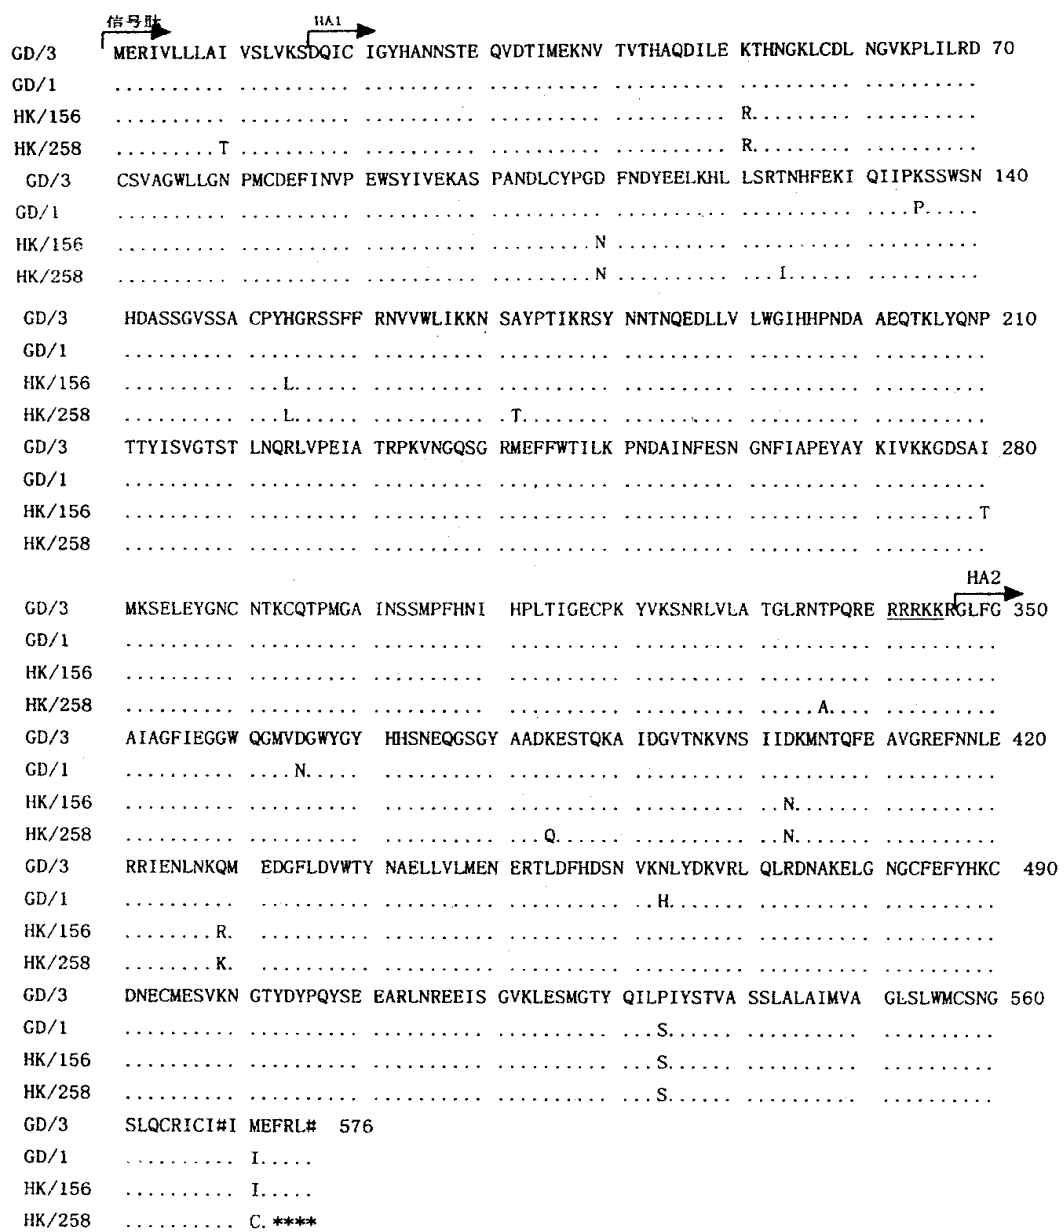 信号肽 HA1
GD/3 MERIVLLLAI VSLVKSDQIC IGYHANNSTE QVDTIMEKNV TVTHAQDILE KTHNGKLCDL NGVKPLILRD 70
GD/1 .......... .......... .......... .......... .......... .......... ..........
HK/156 .......... .......... .......... .......... .......... R......... ..........
HK/258 .........T .......... .......... .......... .......... R......... ..........
GD/3 CSVAGWLLGN PMCDEFINVP EWSYIVEKAS PANDLCYPGD FNDYEELKHL LSRTNHFEKI QIIPKSSWSN 140
GD/1 .......... .......... .......... .......... .......... .......... ....P.....
HK/156 .......... .......... .......... .........N .......... .......... ..........
HK/258 .......... .......... .......... .........N .......... ...I...... ..........
GD/3 HDASSGVSSA CPYHGRSSFF RNVVWLIKKN SAYPTIKRSY NNTNQEDLLV LWGIHHPNDA AEQTKLYQNP 210
GD/1 .......... .......... .......... .......... .......... .......... ..........
HK/156 .......... ...L...... .......... .......... .......... .......... ..........
HK/258 .......... ...L...... .......... .T........ .......... .......... ..........
GD/3 TTYISVGTST LNQRLVPEIA TRPKVNGQSG RMEFFWTILK PNDAINFESN GNFIAPEYAY KIVKKGDSAI 280
GD/1 .......... .......... .......... .......... .......... .......... ..........
HK/156 .......... .......... .......... .......... .......... .......... .........T
HK/258 .......... .......... .......... .......... .......... .......... ..........
HA2
GD/3 MKSELEYGNC NTKCQTPMGA INSSMPFHNI HPLTIGECPK YVKSNRLVLA TGLRNTPQRE RRRKKRGLFG 350
GD/1 .......... .......... .......... .......... .......... .......... ..........
HK/156 .......... .......... .......... .......... .......... .......... ..........
HK/258 .......... .......... .......... .......... .......... .....A.... ..........
GD/3 AIAGFIEGGW QGMVDGWYGY HHSNEQGSGY AADKESTQKA IDGVTNKVNS IIDKMNTQFE AVGREFNNLE 420
GD/1 .......... ....N..... .......... .......... .......... .......... ..........
HK/156 .......... .......... .......... .......... .......... ..N....... ..........
HK/258 .......... .......... .......... ....Q..... .......... ..N....... ..........
GD/3 RRIENLNKQM EDGFLDVWTY NAELLVLMEN ERTLDFHDSN VKNLYDKVRL QLRDNAKELG NGCFEFYHKC 490
GD/1 .......... .......... .......... .......... ..H....... .......... ..........
HK/156 ........R. .......... .......... .......... .......... .......... ..........
HK/258 ........K. .......... .......... .......... .......... .......... ..........
GD/3 DNECMESVKN GTYDYPQYSE EARLNREEIS GVKLESMGTY QILPIYSTVA SSLALAIMVA GLSLWMCSNG 560
GD/1 .......... .......... .......... .......... ...S...... .......... ..........
HK/156 .......... .......... .......... .......... ...S...... .......... ..........
HK/258 .......... .......... .......... .......... ...S...... .......... ..........
GD/3 SLQCRICI#I MEFRL# 576
GD/1 .......... I.....
HK/156 .......... I.....
HK/258 .......... C. ****